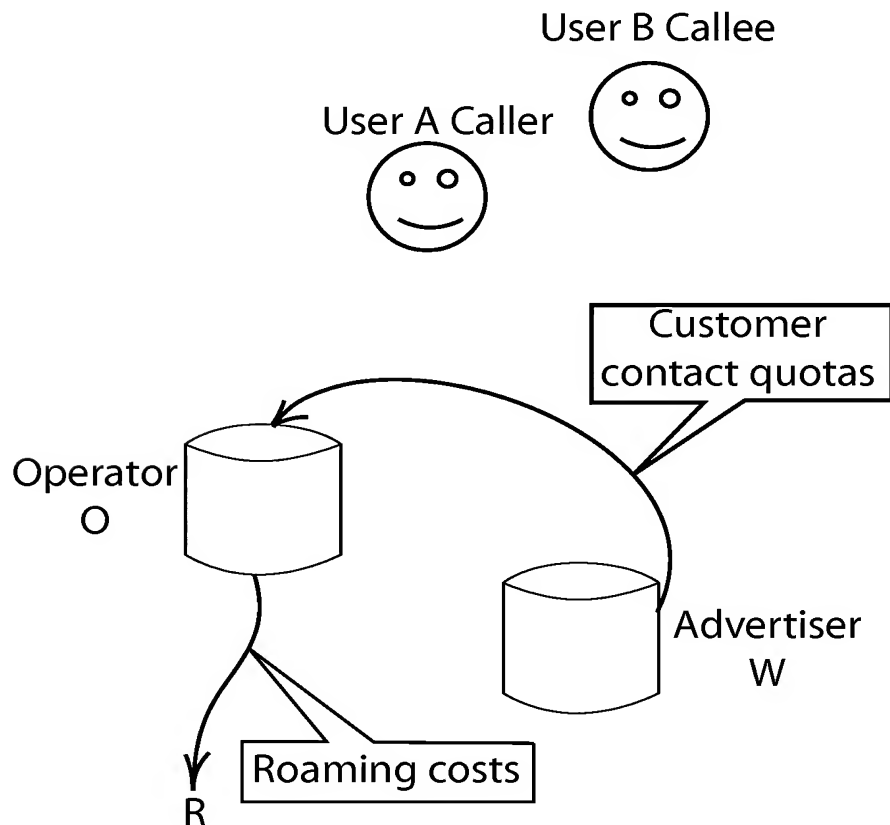 User B Callee
User A Caller
Customer
contact quotas
Operator
O
Advertiser
W
Roaming costs
R